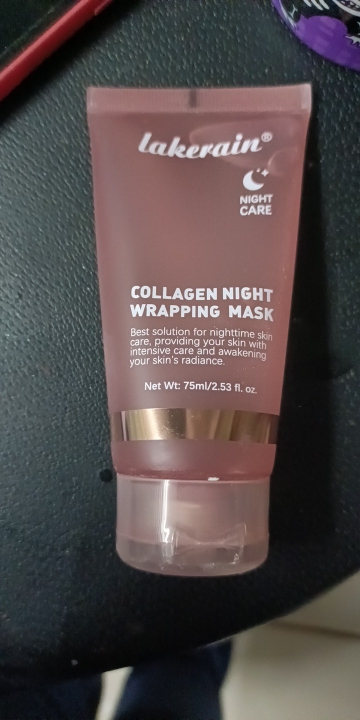 lakerain®
NIGHT
CARE
COLLAGEN NIGHT
WRAPPING MASK
Best solution for nighttime skin
care, providing your skin with
intensive care and awakening
your skin's radiance.
Net Wt: 75ml/2.53 fl. oz.